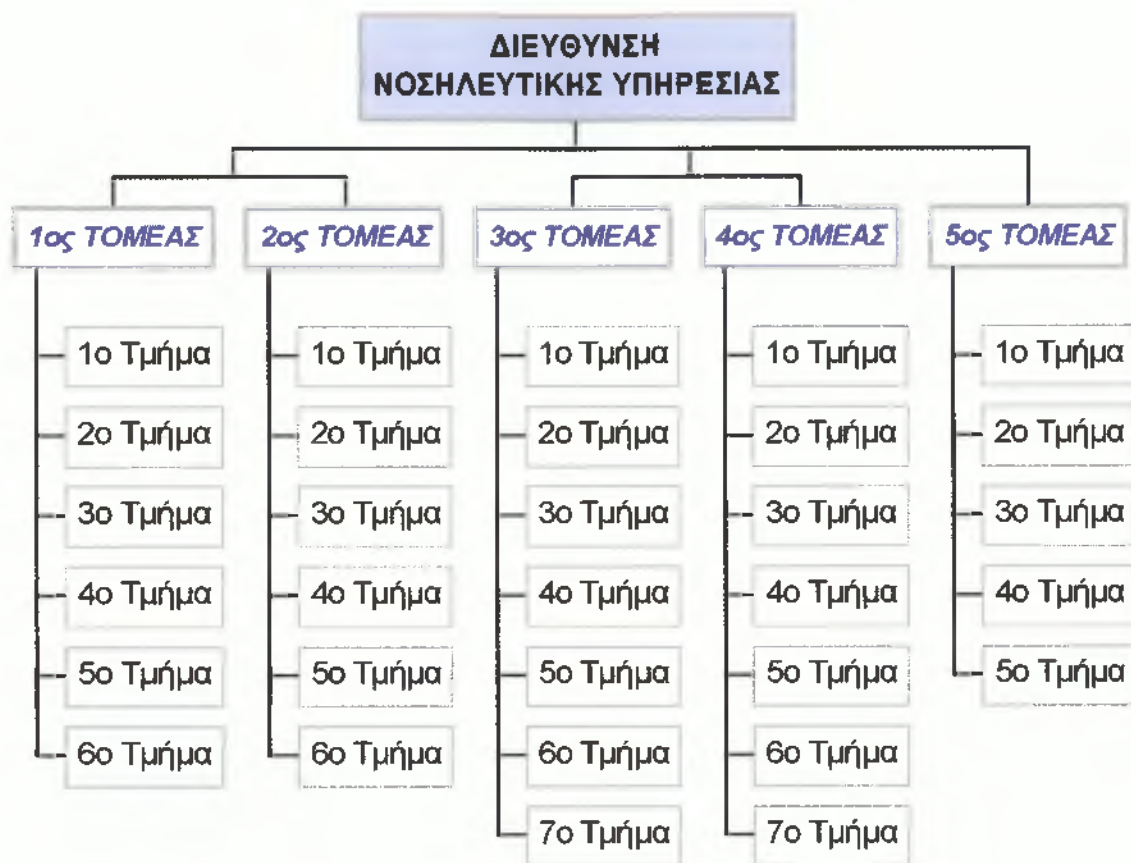 ΔΙΕΥΘΥΝΣΗ
ΝΟΣΗΛΕΥΤΙΚΗΣ ΥΠΗΡΕΣΙΑΣ
1ος ΤΟΜΕΑΣ
1ο Τμήμα
2ο Τμήμα
3ο Τμήμα
4ο Τμήμα
5ο Τμήμα
6ο Τμήμα
2ος ΤΟΜΕΑΣ
1ο Τμήμα
2ο Τμήμα
3ο Τμήμα
4ο Τμήμα
5ο Τμήμα
6ο Τμήμα
3ος ΤΟΜΕΑΣ
1ο Τμήμα
2ο Τμήμα
3ο Τμήμα
4ο Τμήμα
5ο Τμήμα
6ο Τμήμα
7ο Τμήμα
4ος ΤΟΜΕΑΣ
1ο Τμήμα
2ο Τμήμα
3ο Τμήμα
4ο Τμήμα
5ο Τμήμα
6ο Τμήμα
7ο Τμήμα
5ος ΤΟΜΕΑΣ
1ο Τμήμα
2ο Τμήμα
3ο Τμήμα
4ο Τμήμα
5ο Τμήμα